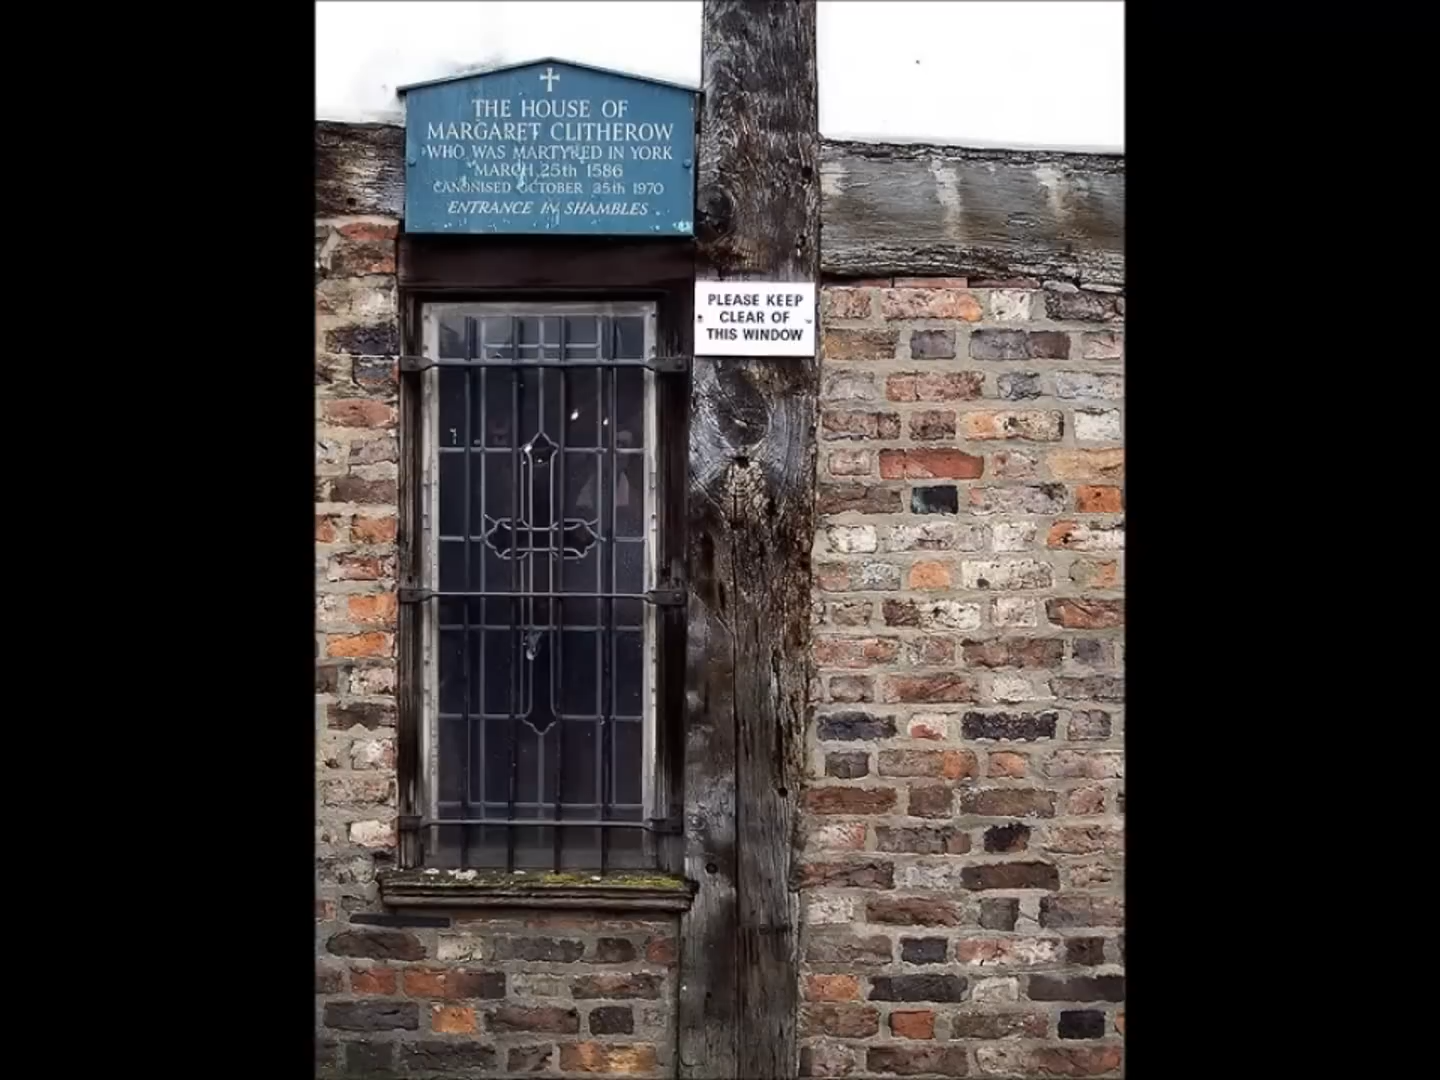 THE HOUSE OF
MARGARET CLITHEROW
WHO WAS MARTYRED IN YORK
MARCH 25th 1586
CANONISED OCTOBER 25th 1970
ENTRANCE IN SHAMBLES
PLEASE KEEP
CLEAR OF
THIS WINDOW